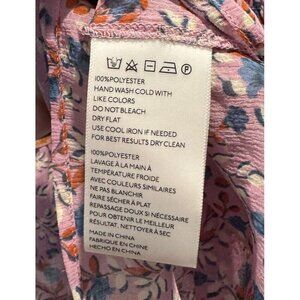 100%POLYESTER
HAND WASH COLD WITH
LIKE COLORS
DO NOT BLEACH
DRY FLAT
USE COOL IRON IF NEEDED
FOR BEST RESULTS DRY CLEAN
100%POLYESTER
LAVAGE À LA MAIN À
TEMPÉRATURE FROIDE
AVEC COULEURS SIMILAIRES
NE PAS BLANCHIR
FAIRE SÉCHER À PLAT
REPASSAGE DOUX SI NÉCESSAIRE
POUR OBTENIR LE MEILLEUR
RÉSULTAT, NETTOYER À SEC
MADE IN CHINA
FABRIQUE EN CHINE
HECHO EN CHINA